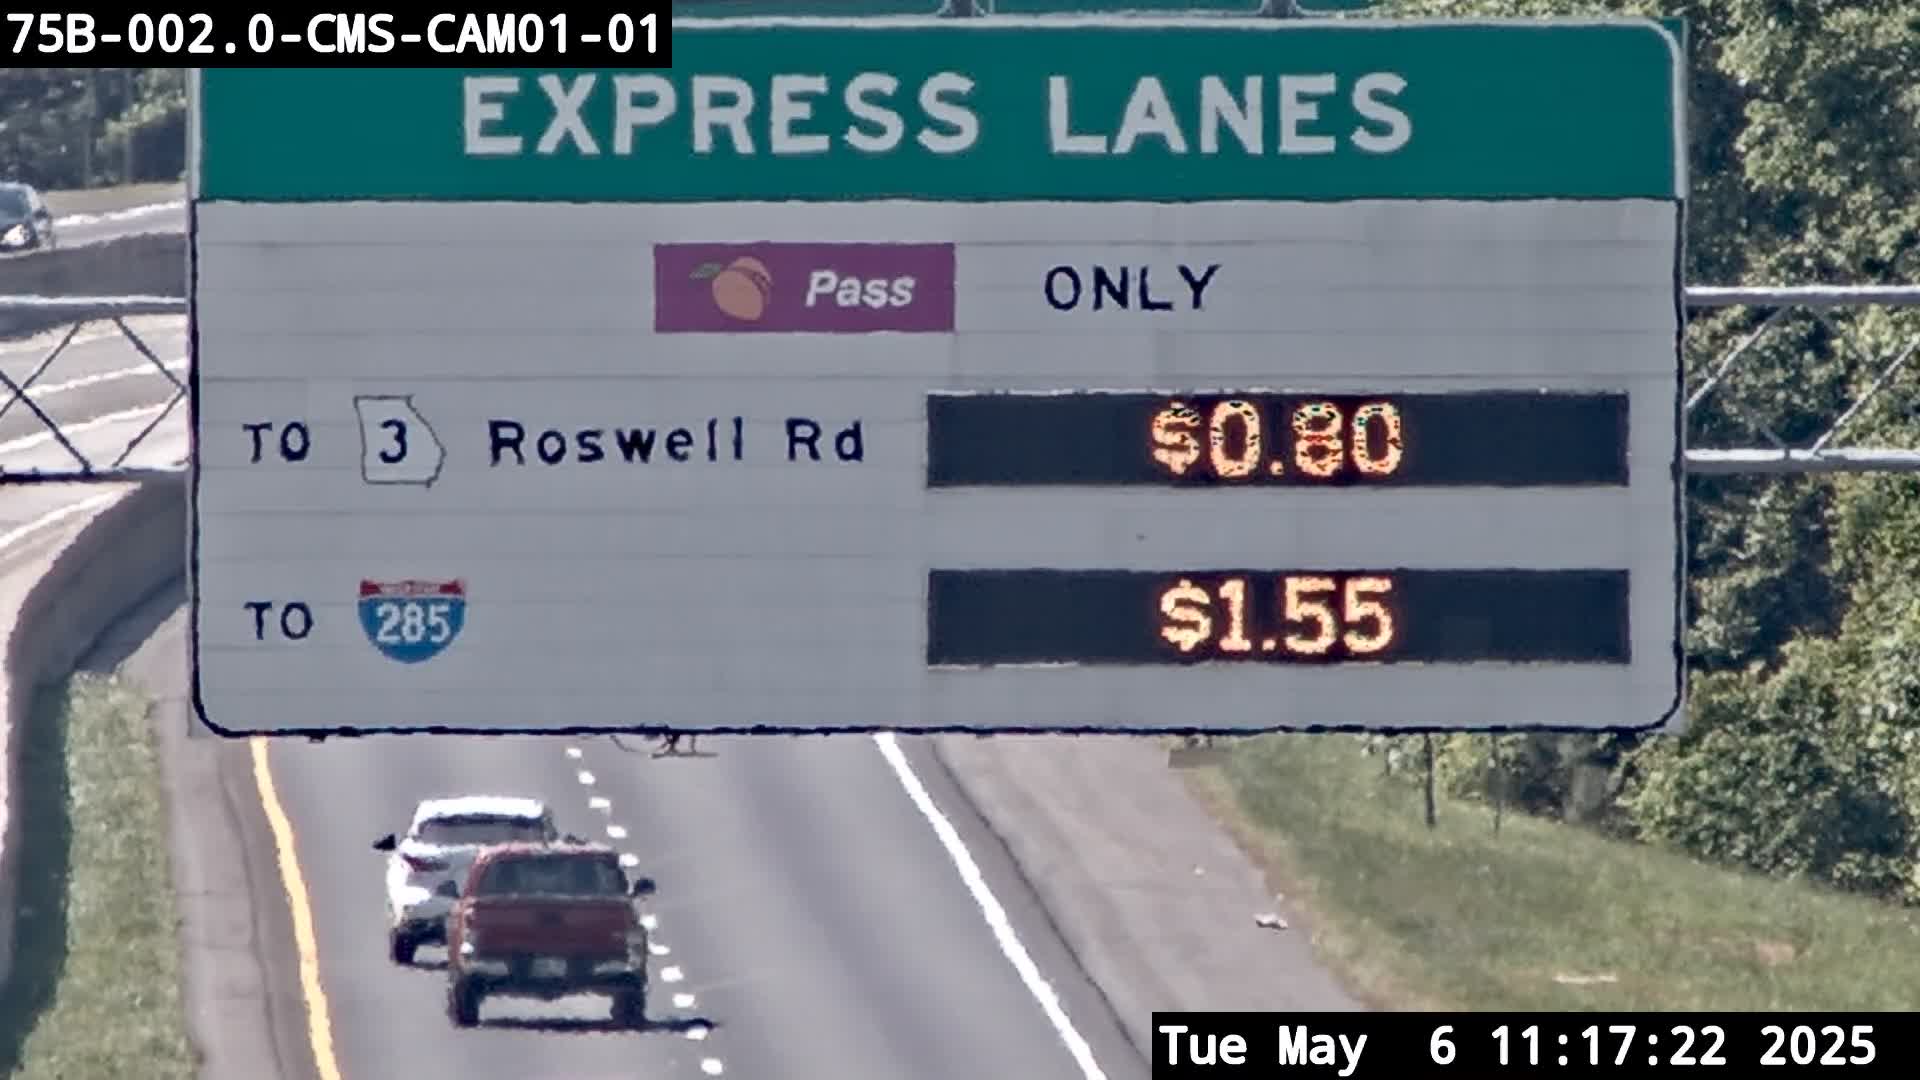 75B-002.0-CMS-CAM01-01
EXPRESS LANES
Pass ONLY
TO 3 Roswell Rd $0.80
TO 285 $1.55
Tue May 6 11:17:22 2025